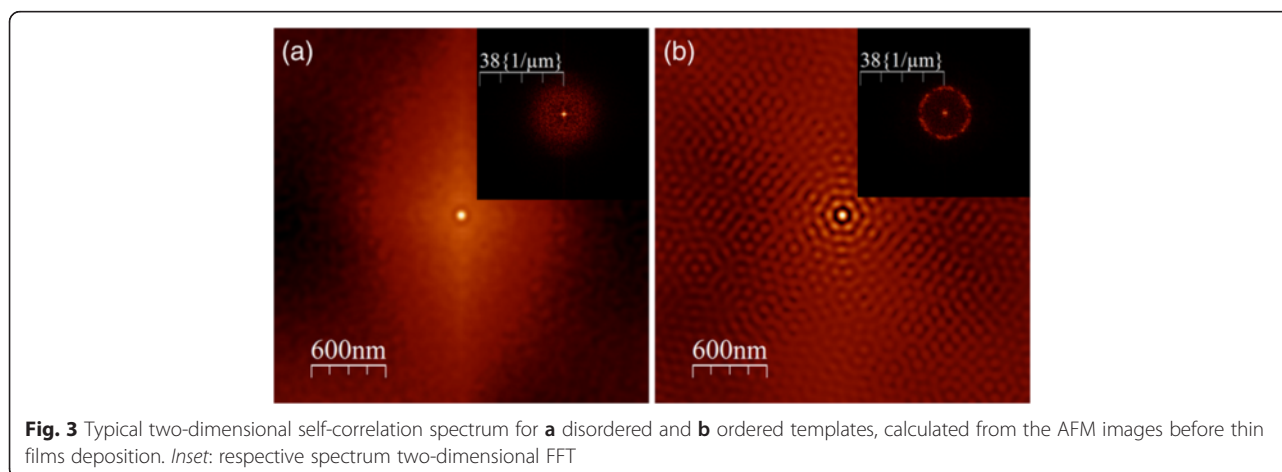 (a)
38{1/µm}
600nm
(b)
38{1/µm}
600nm
Fig. 3 Typical two-dimensional self-correlation spectrum for a disordered and b ordered templates, calculated from the AFM images before thin
films deposition. Inset: respective spectrum two-dimensional FFT